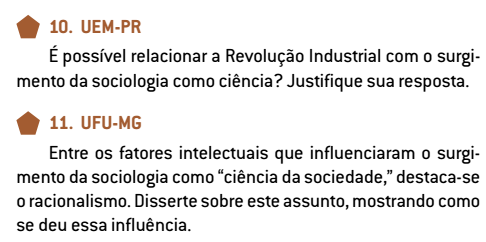 10. UEM-PR
É possível relacionar a Revolução Industrial com o surgi-
mento da sociologia como ciência? Justifique sua resposta.
11. UFU-MG
Entre os fatores intelectuais que influenciaram o surgi-
mento da sociologia como “ciência da sociedade,” destaca-se
o racionalismo. Disserte sobre este assunto, mostrando como
se deu essa influência.